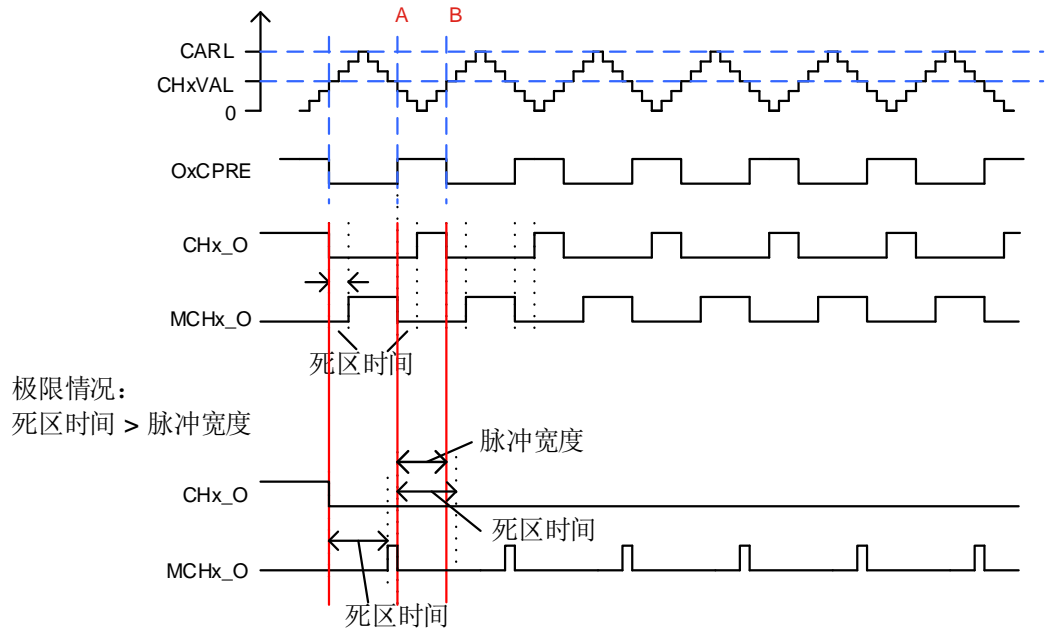 A B
CARL
CHxVAL
0
OxCPRE
CHx_O
MCHx_O
死区时间
极限情况：
死区时间 > 脉冲宽度
脉冲宽度
CHx_O
死区时间
MCHx_O
死区时间